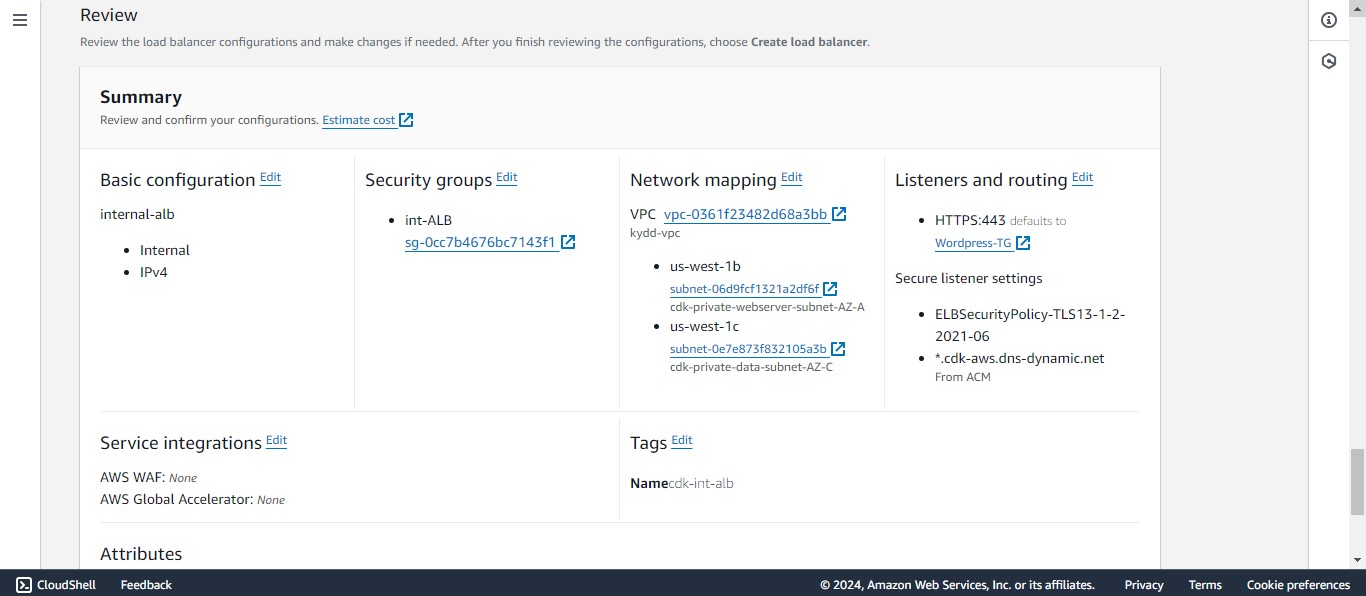 Review
Review the load balancer configurations and make changes if needed. After you finish reviewing the configurations, choose Create load balancer.
Summary
Review and confirm your configurations. Estimate cost
Basic configuration Edit
internal-alb
Internal
IPv4
Security groups Edit
int-ALB
sg-0cc7b4676bc7143f1
Network mapping Edit
VPC vpc-0361f23482d68a3bb
kydd-vpc
us-west-1b
subnet-06d9fcf1321a2df6f
cdk-private-webserver-subnet-AZ-A
us-west-1c
subnet-0e7e873f832105a3b
cdk-private-data-subnet-AZ-C
Listeners and routing Edit
HTTPS:443 defaults to
Wordpress-TG
Secure listener settings
ELBSecurityPolicy-TLS13-1-2-
2021-06
*.cdk-aws.dns-dynamic.net
From ACM
Service integrations Edit
AWS WAF: None
AWS Global Accelerator: None
Tags Edit
Namecdk-int-alb
Attributes
CloudShell Feedback © 2024, Amazon Web Services, Inc. or its affiliates. Privacy Terms Cookie preferences